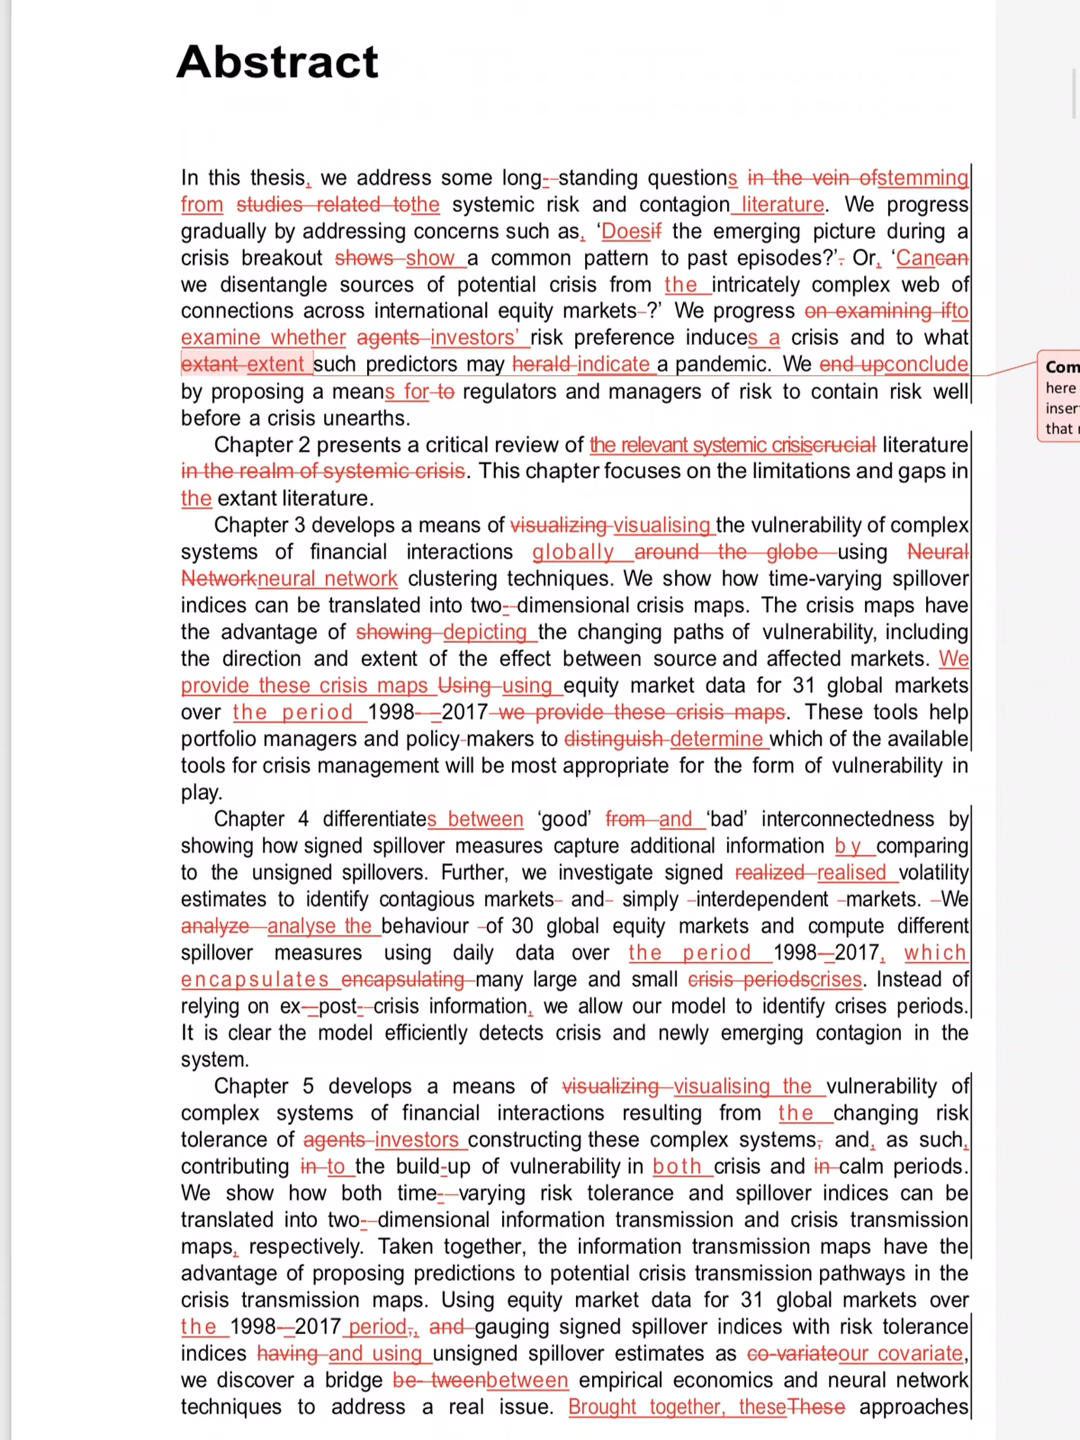 Abstract
In this thesis, we address some long- standing questions in the vein ofstemming
from studies related tothe systemic risk and contagion literature. We progress
gradually by addressing concerns such as, ‘Doesif the emerging picture during a
crisis breakout shows show a common pattern to past episodes?’. Or, ‘Cancan
we disentangle sources of potential crisis from the intricately complex web of
connections across international equity markets ?’ We progress on examining ifto
examine whether agents investors’ risk preference induces a crisis and to what
extant extent such predictors may herald indicate a pandemic. We end upconclude
by proposing a means for to regulators and managers of risk to contain risk well
before a crisis unearths.
Chapter 2 presents a critical review of the relevant systemic crisiscrucial literature
in the realm of systemic crisis. This chapter focuses on the limitations and gaps in
the extant literature.
Chapter 3 develops a means of visualizing visualising the vulnerability of complex
systems of financial interactions globally around the globe using Neural
Networkneural network clustering techniques. We show how time-varying spillover
indices can be translated into two- dimensional crisis maps. The crisis maps have
the advantage of showing depicting the changing paths of vulnerability, including
the direction and extent of the effect between source and affected markets. We
provide these crisis maps Using using equity market data for 31 global markets
over the period 1998- –2017 we provide these crisis maps. These tools help
portfolio managers and policy-makers to distinguish determine which of the available
tools for crisis management will be most appropriate for the form of vulnerability in
play.
Chapter 4 differentiates between ‘good’ from and ‘bad’ interconnectedness by
showing how signed spillover measures capture additional information by comparing
to the unsigned spillovers. Further, we investigate signed realized realised volatility
estimates to identify contagious markets and simply interdependent markets. We
analyze analyse the behaviour of 30 global equity markets and compute different
spillover measures using daily data over the period 1998-–2017, which
encapsulates encapsulating many large and small crisis periodscrises. Instead of
relying on ex-–post- crisis information, we allow our model to identify crises periods.
It is clear the model efficiently detects crisis and newly emerging contagion in the
system.
Chapter 5 develops a means of visualizing visualising the vulnerability of
complex systems of financial interactions resulting from the changing risk
tolerance of agents investors constructing these complex systems, and, as such,
contributing in to the build-up of vulnerability in both crisis and in calm periods.
We show how both time- varying risk tolerance and spillover indices can be
translated into two- dimensional information transmission and crisis transmission
maps, respectively. Taken together, the information transmission maps have the
advantage of proposing predictions to potential crisis transmission pathways in the
crisis transmission maps. Using equity market data for 31 global markets over
the 1998-–2017 period,, and gauging signed spillover indices with risk tolerance
indices having and using unsigned spillover estimates as co-variateour covariate,
we discover a bridge be- tweenbetween empirical economics and neural network
techniques to address a real issue. Brought together, theseThese approaches
Com
here
inser
that